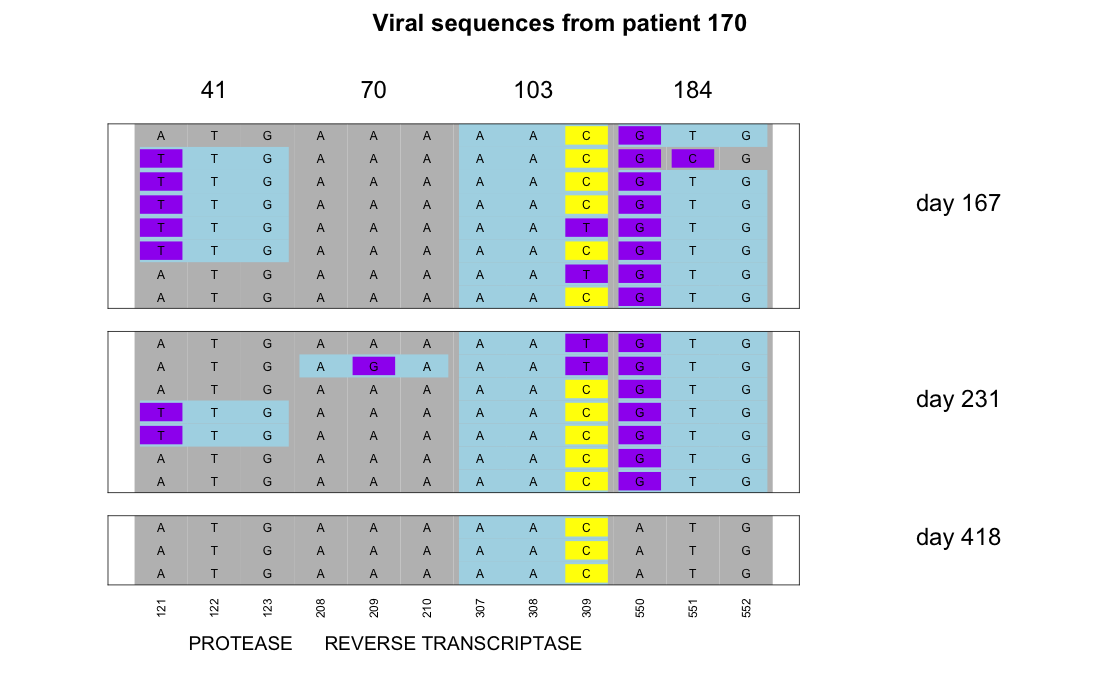 Viral sequences from patient 170
41 70 103 184
A T G A A A A A C G T G
T T G A A A A A C G C G
T T G A A A A A C G T G
T T G A A A A A C G T G
day 167
T T G A A A A A T G T G
T T G A A A A A C G T G
A T G A A A A A T G T G
A T G A A A A A C G T G
A T G A A A A A T G T G
A T G A G A A A T G T G
A T G A A A A A C G T G
day 231
T T G A A A A A C G T G
T T G A A A A A C G T G
A T G A A A A A C G T G
A T G A A A A A C G T G
A T G A A A A A C A T G
day 418
A T G A A A A A C A T G
A T G A A A A A C A T G
121 122 123 208 209 210 307 308 309 550 551 552
PROTEASE REVERSE TRANSCRIPTASE